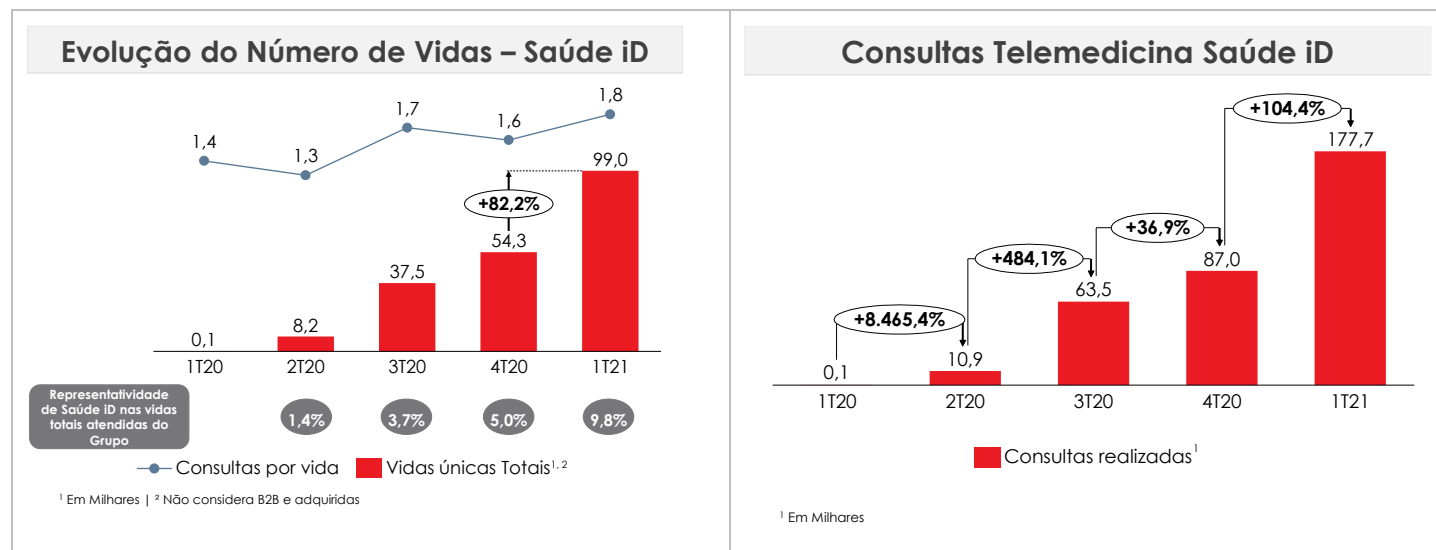 Evolução do Número de Vidas – Saúde iD
1,4
1,3
1,7
1,6
1,8
99,0
+82,2%
54,3
37,5
8,2
0,1
1T20
2T20
3T20
4T20
1T21
Representatividade
de Saúde iD nas vidas
totais atendidas do
Grupo
1,4%
3,7%
5,0%
9,8%
Consultas por vida
Vidas únicas Totais¹˒ ²
¹ Em Milhares | ² Não considera B2B e adquiridas
Consultas Telemedicina Saúde iD
+104,4%
177,7
+36,9%
87,0
+484,1%
63,5
+8.465,4%
10,9
0,1
1T20
2T20
3T20
4T20
1T21
Consultas realizadas¹
¹ Em Milhares